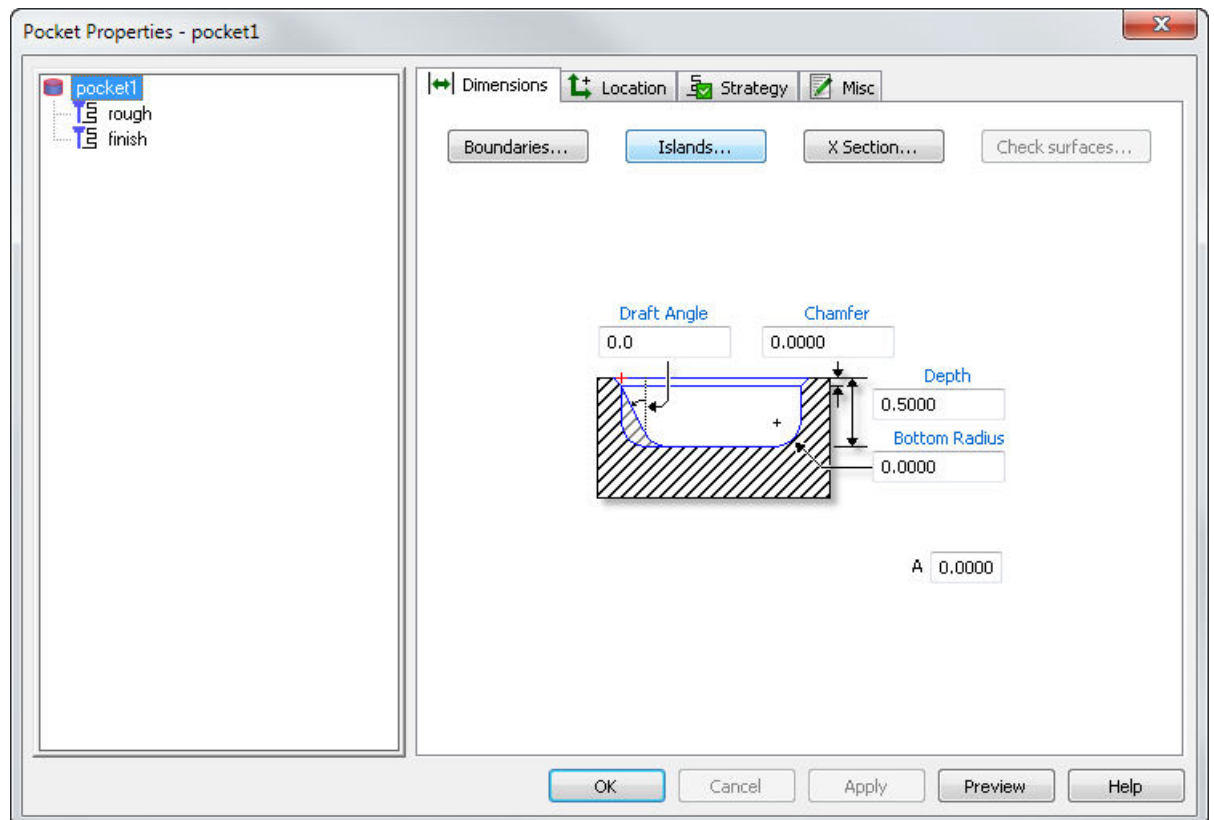 Pocket Properties - pocket1
pocket1
rough
finish
Dimensions Location Strategy Misc
Boundaries... Islands... X Section... Check surfaces...
Draft Angle Chamfer
0.0 0.0000
Depth
0.5000
Bottom Radius
0.0000
A 0.0000
OK Cancel Apply Preview Help